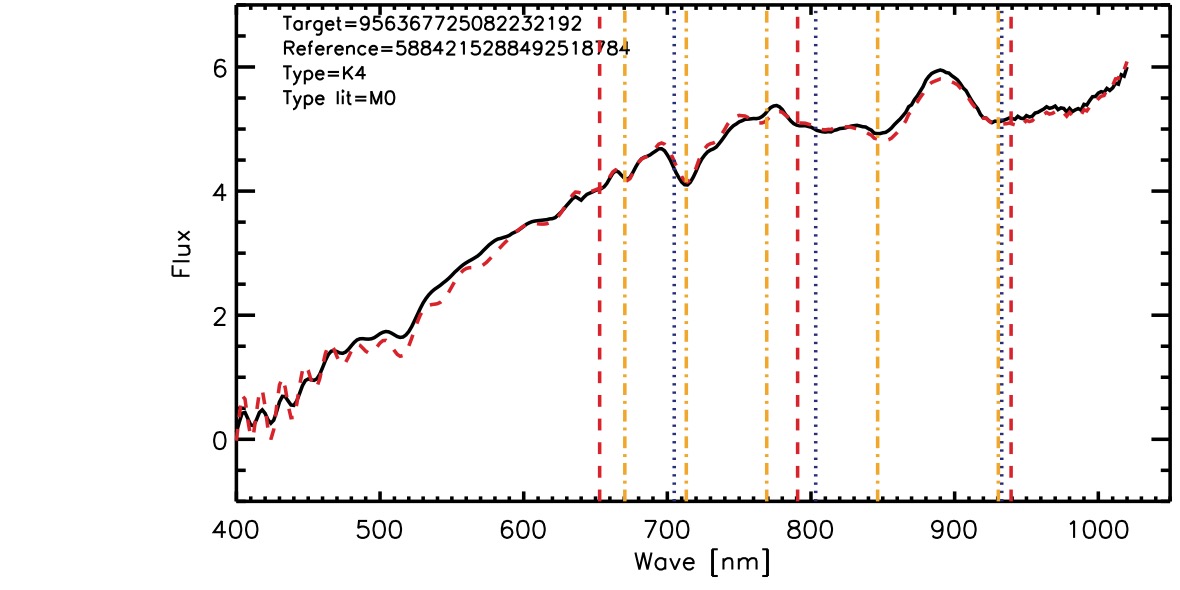 Target=956367725082232192
Reference=5884215288492518784
Type=K4
Type lit=M0
6
4
2
0
Flux
400 500 600 700 800 900 1000
Wave [nm]